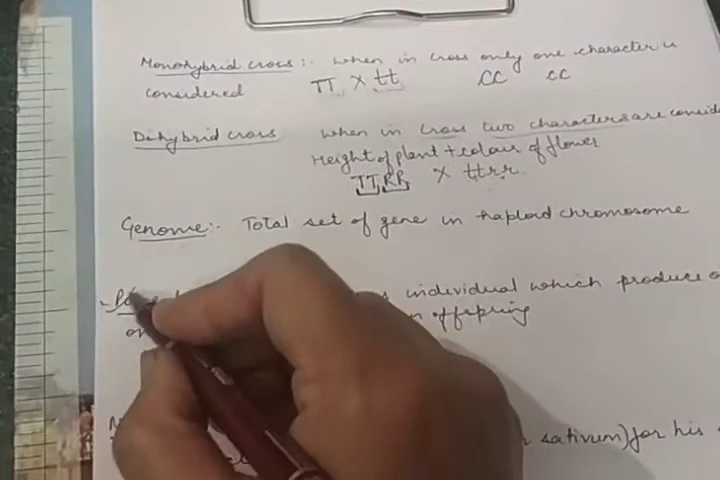 Monohybrid cross :- when in cross only one character is
considered TT X tt CC cc
Dihybrid cross when in cross two characters are conside
Height of plant + colour of flower
TTRR X ttrr
Genome :- Total set of gene in haploid chromosome
individual which produce o
offspring
sativum) for his